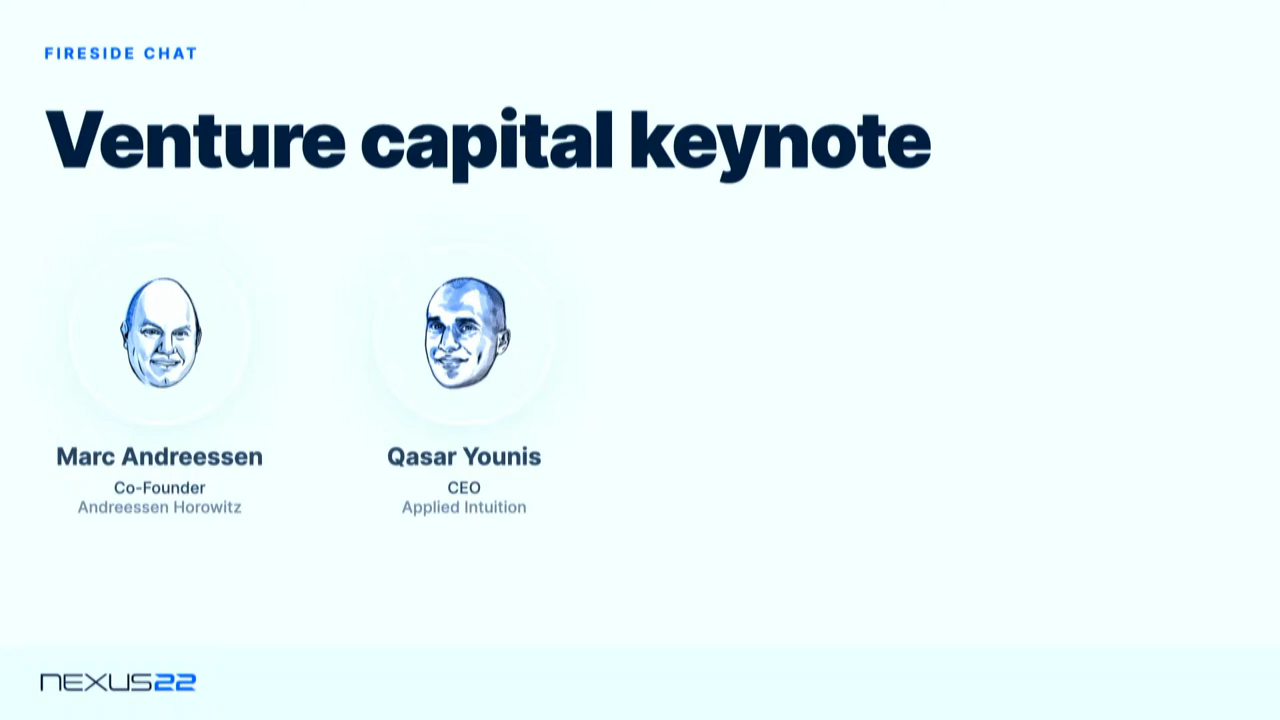 FIRESIDE CHAT
Venture capital keynote
Marc Andreessen
Co-Founder
Andreessen Horowitz
Qasar Younis
CEO
Applied Intuition
NEXUS22